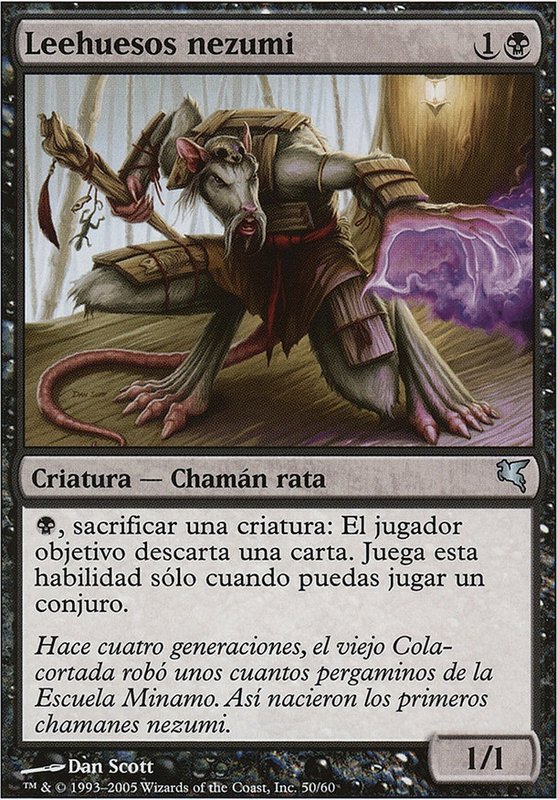 Leehuesos nezumi
1
DAN SCOTT
Criatura — Chamán rata
, sacrificar una criatura: El jugador
objetivo descarta una carta. Juega esta
habilidad sólo cuando puedas jugar un
conjuro.
Hace cuatro generaciones, el viejo Cola-
cortada robó unos cuantos pergaminos de la
Escuela Minamo. Así nacieron los primeros
chamanes nezumi.
1/1
Dan Scott
™ & © 1993–2005 Wizards of the Coast, Inc. 50/60